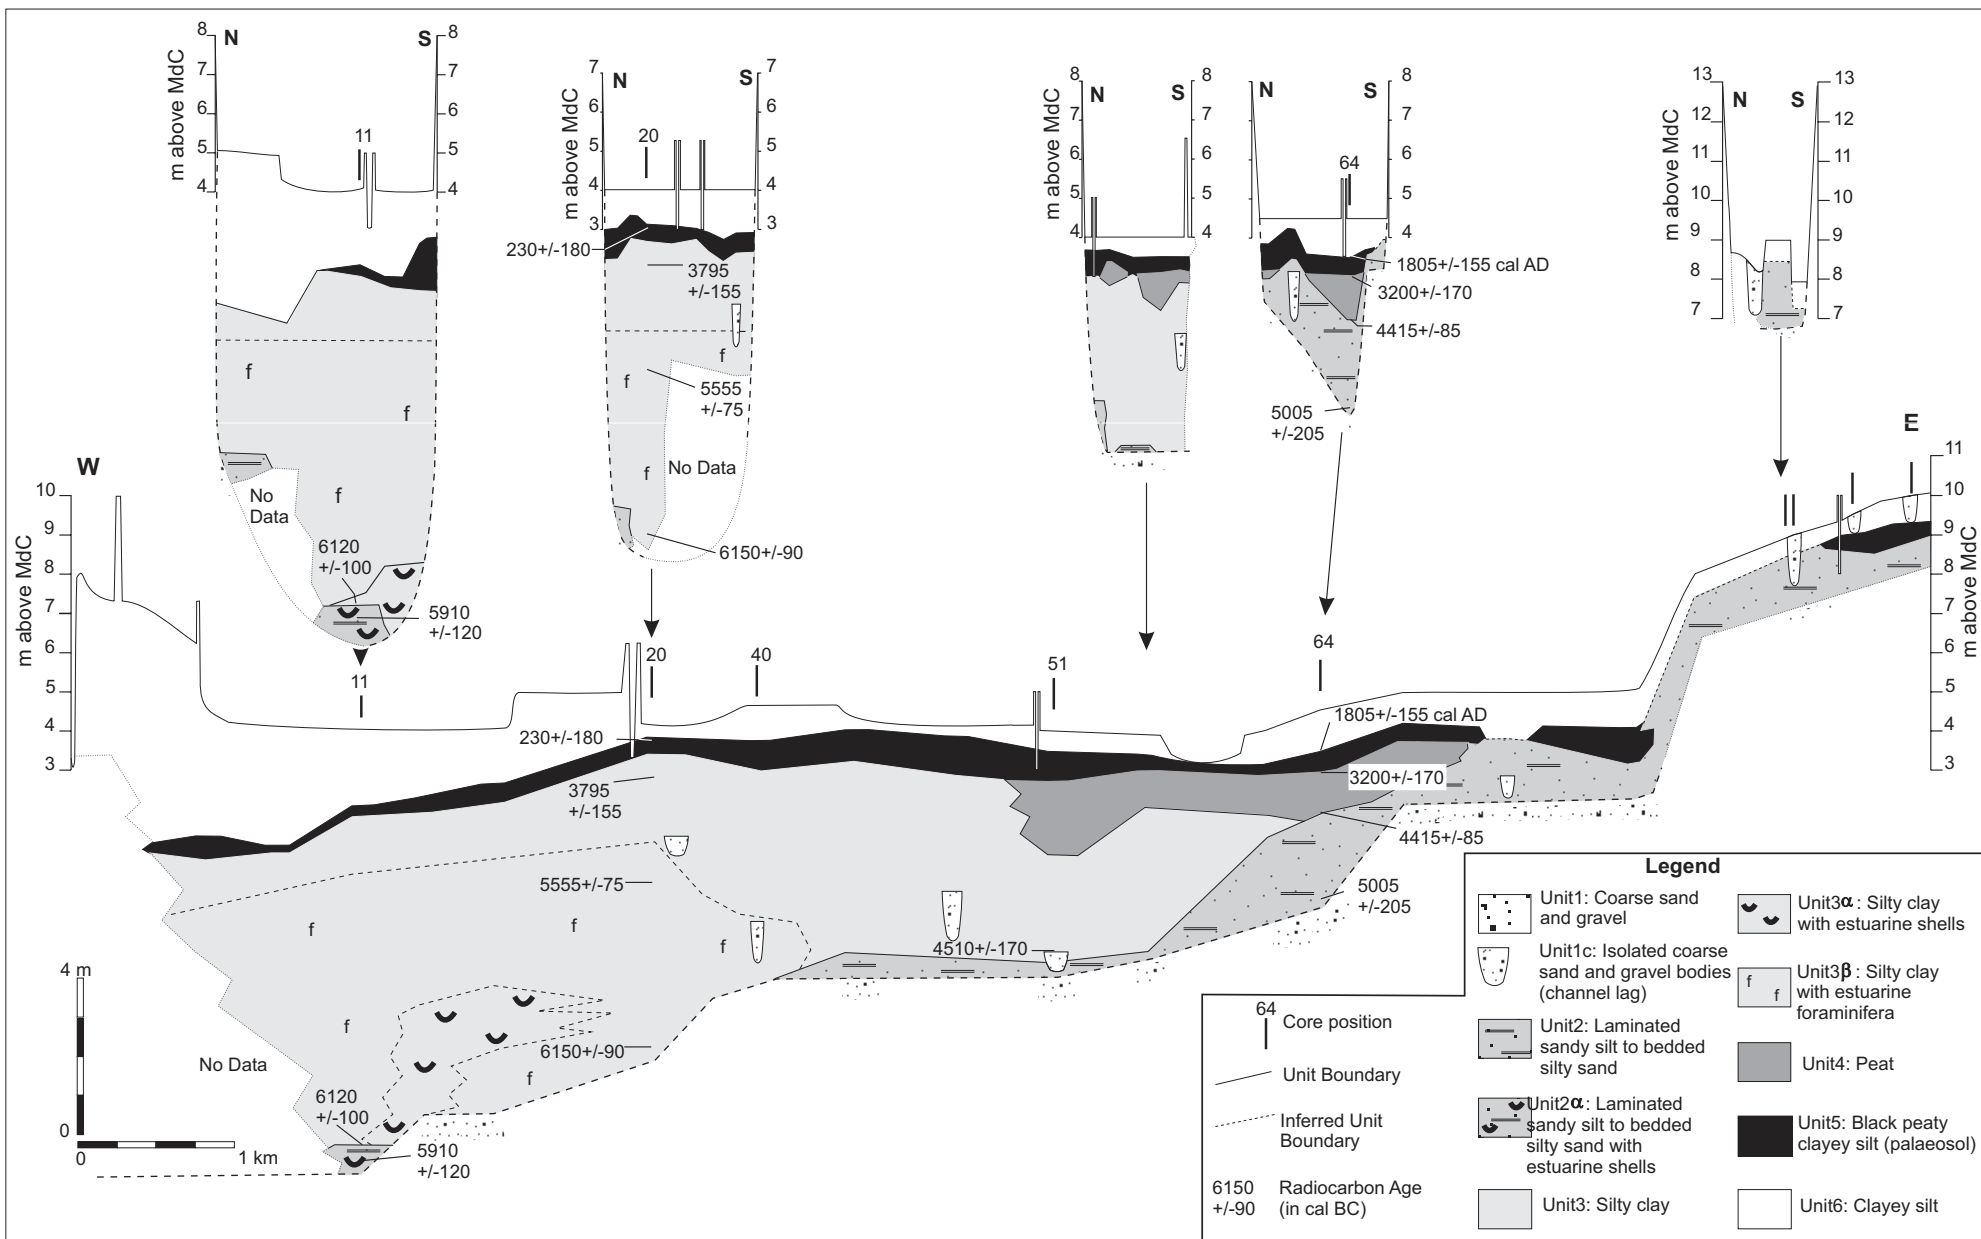 8
N
S
8
7
7
6
6
11
5
5
4
4
m above MdC
f
f
f
No
Data
6120
+/-100
5910
+/-120
7
N
S
7
6
6
20
5
5
4
4
3
3
m above MdC
230+/-180
3795
+/-155
f
f
5555
+/-75
f
No Data
6150+/-90
8
N
S
8
7
7
6
6
5
5
4
4
m above MdC
8
N
S
7
6
64
5
4
1805+/-155 cal AD
3200+/-170
4415+/-85
5005
+/-205
13
N
S
13
12
12
11
11
10
10
9
9
8
8
7
7
m above MdC
W
E
10
9
8
7
6
5
4
3
m above MdC
11
10
9
8
7
6
5
4
3
m above MdC
11
20
40
51
64
230+/-180
1805+/-155 cal AD
3795
+/-155
3200+/-170
4415+/-85
5555+/-75
5005
+/-205
f
f
f
4510+/-170
f
6150+/-90
f
No Data
6120
+/-100
5910
+/-120
4 m
0
0
1 km
Legend
64
Core position
Unit Boundary
Inferred Unit
Boundary
6150
+/-90
Radiocarbon Age
(in cal BC)
Unit1: Coarse sand
and gravel
Unit1c: Isolated coarse
sand and gravel bodies
(channel lag)
Unit2: Laminated
sandy silt to bedded
silty sand
Unit2α: Laminated
sandy silt to bedded
silty sand with
estuarine shells
Unit3: Silty clay
Unit3α: Silty clay
with estuarine shells
f
f
Unit3β: Silty clay
with estuarine
foraminifera
Unit4: Peat
Unit5: Black peaty
clayey silt (palaeosol)
Unit6: Clayey silt